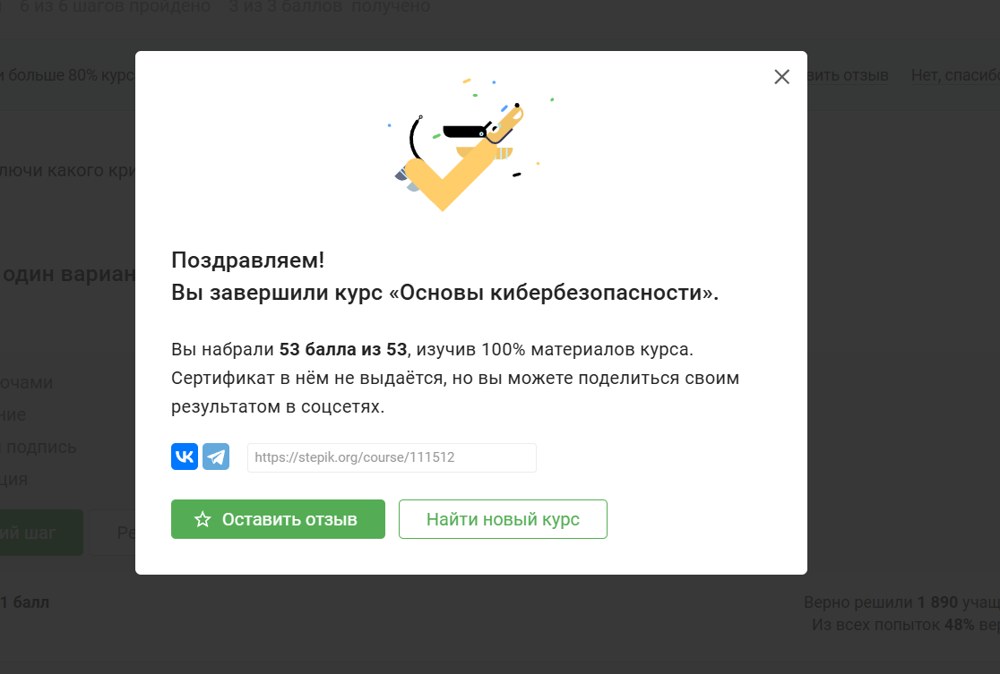 6 из 6 шагов пройдено 3 из 3 баллов получено
и больше 80% курс
вить отзыв Нет, спасибо
лючи какого кри
Поздравляем!
один вариан
Вы завершили курс «Основы кибербезопасности».
Вы набрали 53 балла из 53, изучив 100% материалов курса.
Сертификат в нём не выдаётся, но вы можете поделиться своим
результатом в соцсетях.
ючами
ние
подпись
ция
https://stepik.org/course/111512
Оставить отзыв Найти новый курс
ий шаг Ре
1 балл
Верно решили 1 890 учащ
Из всех попыток 48% вер